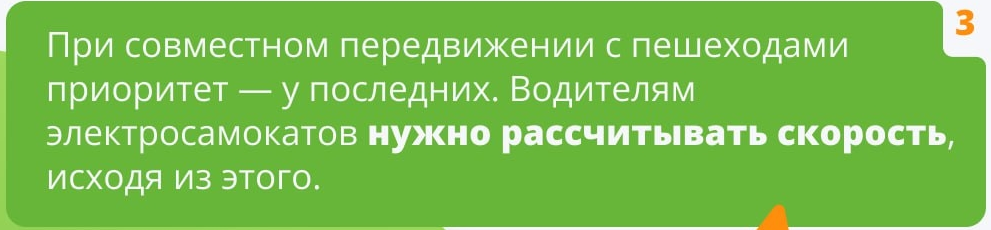 3
При совместном передвижении с пешеходами
приоритет — у последних. Водителям
электросамокатов нужно рассчитывать скорость,
исходя из этого.